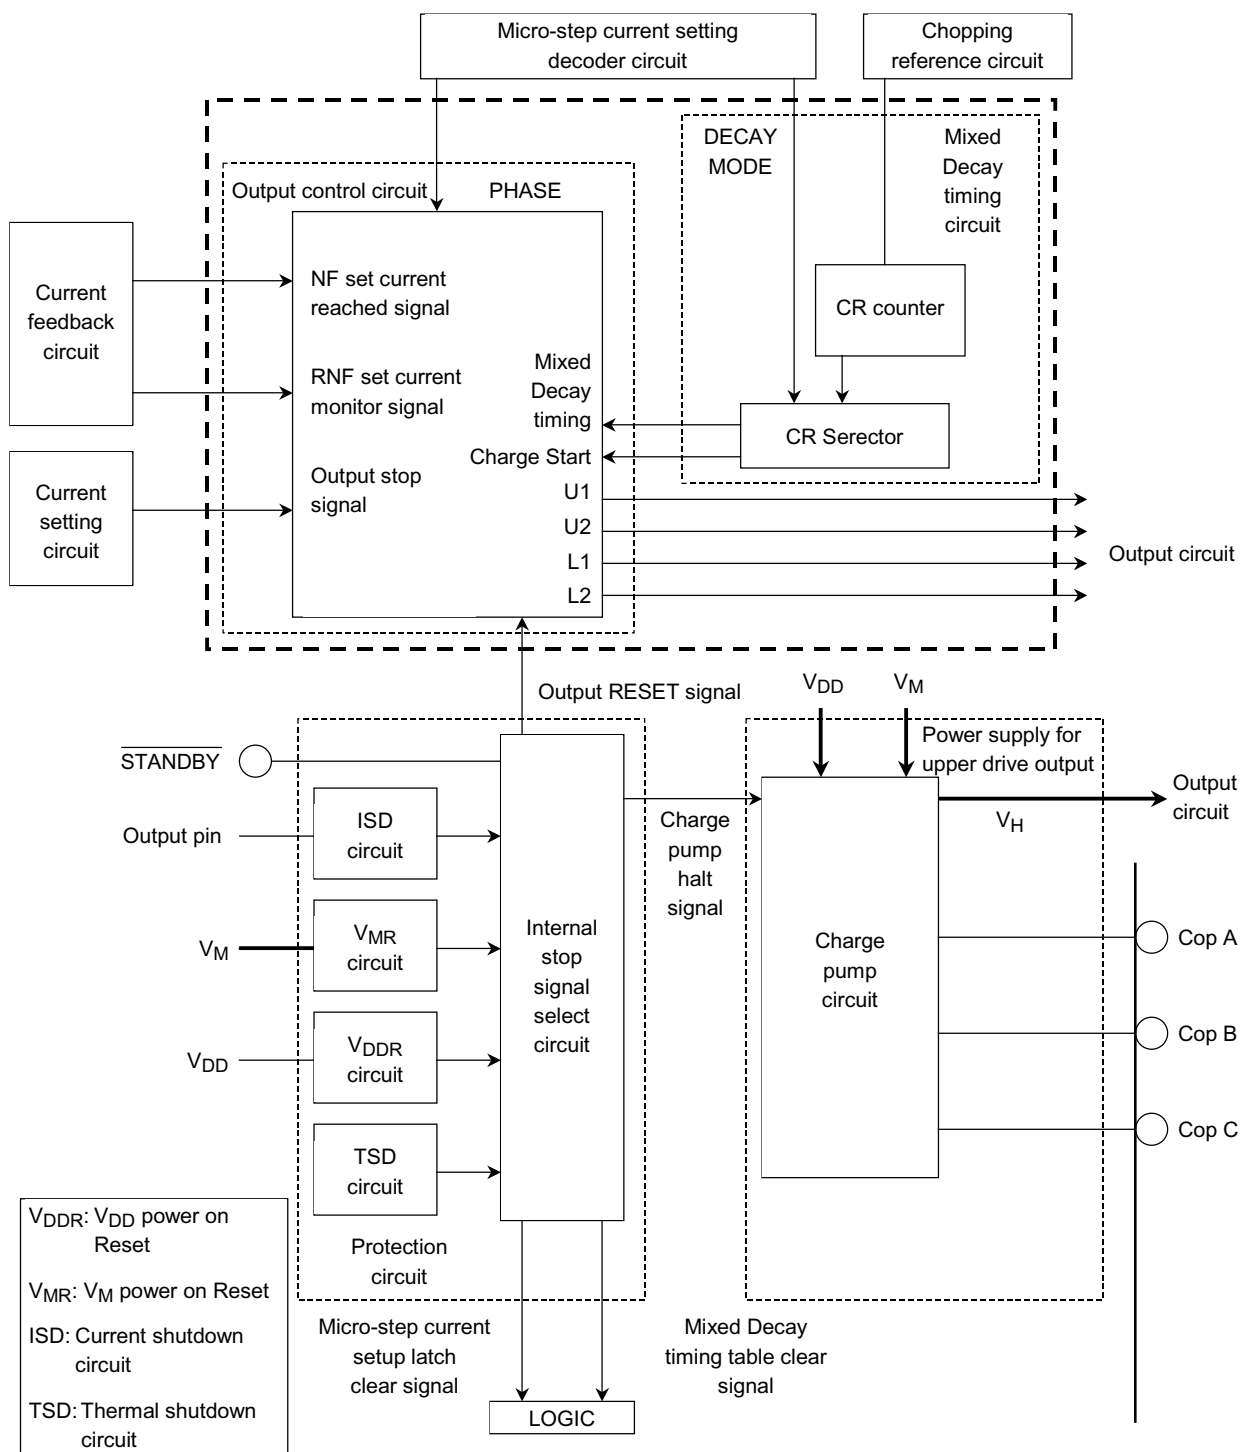 Micro-step current setting
decoder circuit
Chopping
reference circuit
DECAY
MODE
Mixed
Decay
timing
circuit
Output control circuit
PHASE
Current
feedback
circuit
NF set current
reached signal
CR counter
RNF set current
monitor signal
Mixed
Decay
timing
CR Serector
Charge Start
Current
setting
circuit
Output stop
signal
U1
U2
L1
L2
Output circuit
Output RESET signal
VDD
VM
STANDBY
Power supply for
upper drive output
Output
circuit
VH
Output pin
ISD
circuit
Charge
pump
halt
signal
VM
VMR
circuit
Internal
stop
signal
select
circuit
Charge
pump
circuit
Cop A
VDD
VDDR
circuit
Cop B
TSD
circuit
Cop C
Protection
circuit
VDDR: VDD power on
Reset
VMR: VM power on Reset
ISD: Current shutdown
circuit
TSD: Thermal shutdown
circuit
Micro-step current
setup latch
clear signal
Mixed Decay
timing table clear
signal
LOGIC